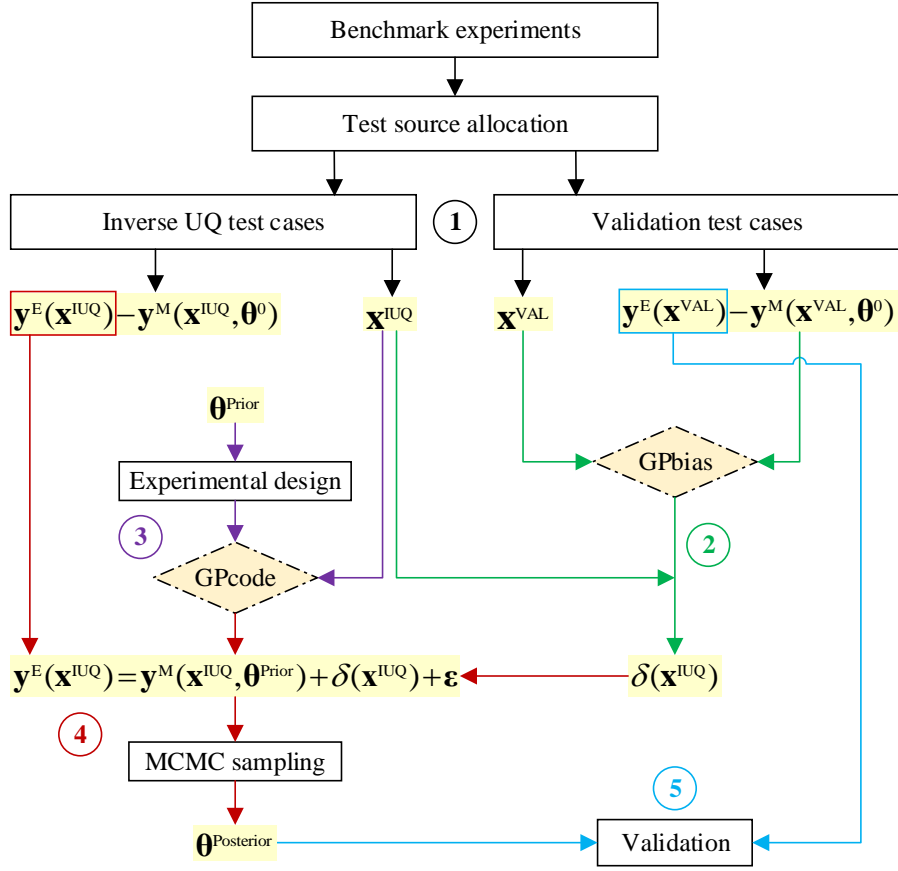 Benchmark experiments
Test source allocation
Inverse UQ test cases
1
Validation test cases
𝐲ᴱ(𝐱ᴵᵁQ)−𝐲ᴹ(𝐱ᴵᵁQ,𝛉⁰)
𝐱ᴵᵁQ
𝐱ⱽᴬᴸ
𝐲ᴱ(𝐱ⱽᴬᴸ)−𝐲ᴹ(𝐱ⱽᴬᴸ,𝛉⁰)
𝛉ᴾʳⁱᵒʳ
Experimental design
GPbias
3
2
GPcode
𝐲ᴱ(𝐱ᴵᵁQ)=𝐲ᴹ(𝐱ᴵᵁQ,𝛉ᴾʳⁱᵒʳ)+δ(𝐱ᴵᵁQ)+𝛆
δ(𝐱ᴵᵁQ)
4
MCMC sampling
5
𝛉ᴾᵒˢᵗᵉʳⁱᵒʳ
Validation